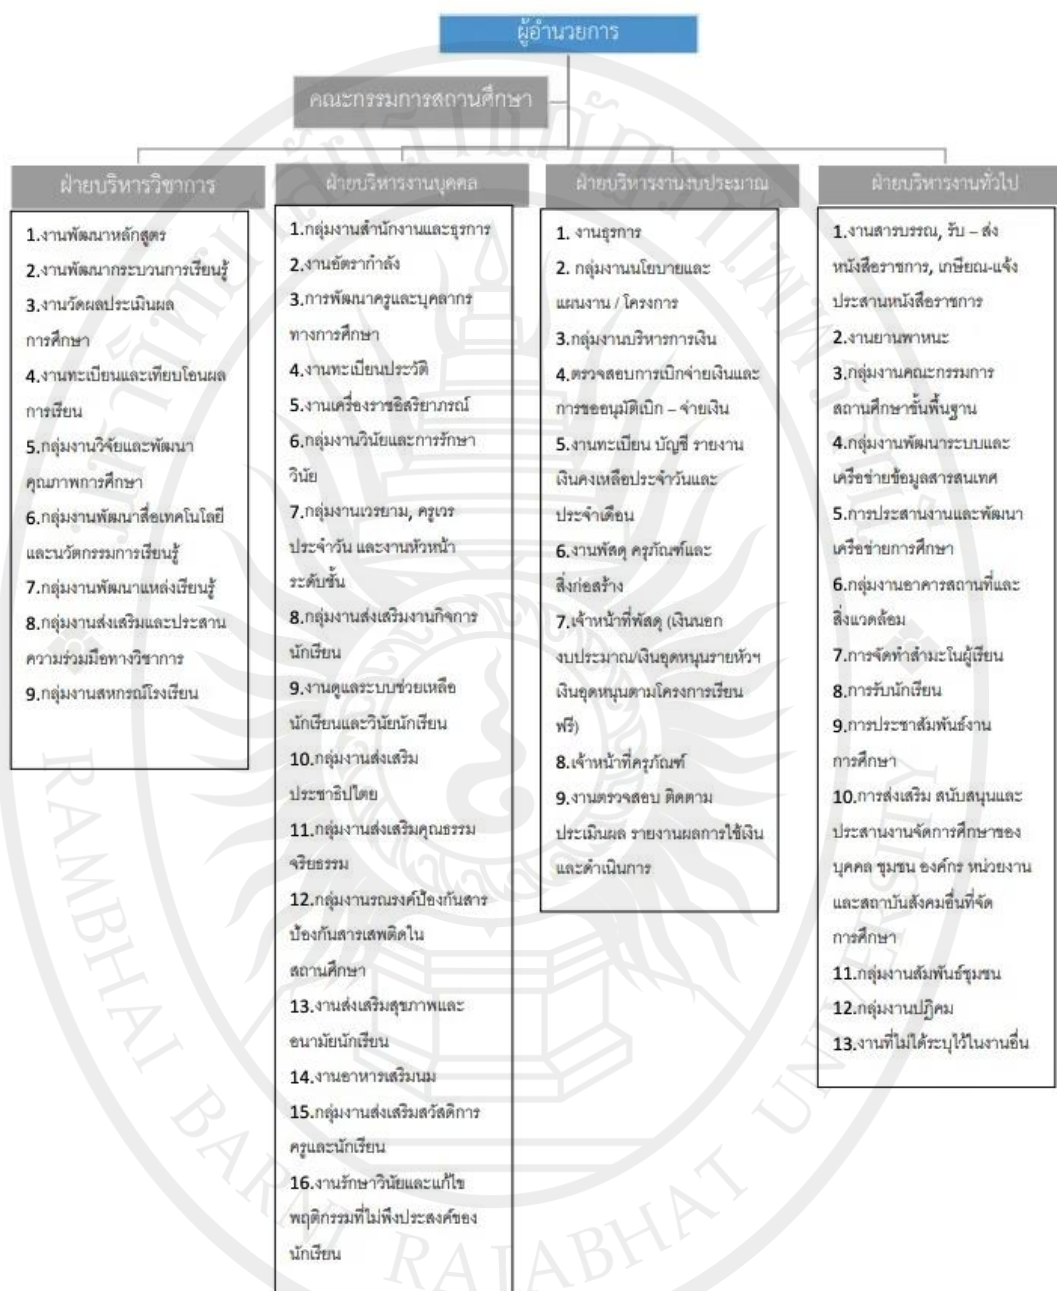 ผู้อำนวยการ
คณะกรรมการสถานศึกษา
ฝ่ายบริหารวิชาการ
1.งานพัฒนาหลักสูตร
2.งานพัฒนากระบวนการเรียนรู้
3.งานวัดผลประเมินผล
การศึกษา
4.งานทะเบียนและเทียบโอนผล
การเรียน
5.กลุ่มงานวิจัยและพัฒนา
คุณภาพการศึกษา
6.กลุ่มงานพัฒนาสื่อเทคโนโลยี
และนวัตกรรมการเรียนรู้
7.กลุ่มงานพัฒนาแหล่งเรียนรู้
8.กลุ่มงานส่งเสริมและประสาน
ความร่วมมือทางวิชาการ
9.กลุ่มงานสหกรณ์โรงเรียน
ฝ่ายบริหารงานบุคคล
1.กลุ่มงานสำนักงานและธุรการ
2.งานอัตรากำลัง
3.การพัฒนาครูและบุคลากร
ทางการศึกษา
4.งานทะเบียนประวัติ
5.งานเครื่องราชอิสริยาภรณ์
6.กลุ่มงานวินัยและการรักษา
วินัย
7.กลุ่มงานเวรยาม, ครูเวร
ประจำวัน และงานหัวหน้า
ระดับชั้น
8.กลุ่มงานส่งเสริมงานกิจการ
นักเรียน
9.งานดูแลระบบช่วยเหลือ
นักเรียนและวินัยนักเรียน
10.กลุ่มงานส่งเสริม
ประชาธิปไตย
11.กลุ่มงานส่งเสริมคุณธรรม
จริยธรรม
12.กลุ่มงานรณรงค์ป้องกันสาร
ป้องกันสารเสพติดใน
สถานศึกษา
13.งานส่งเสริมสุขภาพและ
อนามัยนักเรียน
14.งานอาหารเสริมนม
15.กลุ่มงานส่งเสริมสวัสดิการ
ครูและนักเรียน
16.งานรักษาวินัยและแก้ไข
พฤติกรรมที่ไม่พึงประสงค์ของ
นักเรียน
ฝ่ายบริหารงานงบประมาณ
1. งานธุรการ
2. กลุ่มงานนโยบายและ
แผนงาน / โครงการ
3.กลุ่มงานบริหารการเงิน
4.ตรวจสอบการเบิกจ่ายเงินและ
การขออนุมัติเบิก – จ่ายเงิน
5.งานทะเบียน บัญชี รายงาน
เงินคงเหลือประจำวันและ
ประจำเดือน
6.งานพัสดุ ครุภัณฑ์และ
สิ่งก่อสร้าง
7.เจ้าหน้าที่พัสดุ (เงินนอก
งบประมาณ/เงินอุดหนุนรายหัวฯ
เงินอุดหนุนตามโครงการเรียน
ฟรี)
8.เจ้าหน้าที่ครุภัณฑ์
9.งานตรวจสอบ ติดตาม
ประเมินผล รายงานผลการใช้เงิน
และดำเนินการ
ฝ่ายบริหารงานทั่วไป
1.งานสารบรรณ, รับ – ส่ง
หนังสือราชการ, เกษียณ-แจ้ง
ประสานหนังสือราชการ
2.งานยานพาหนะ
3.กลุ่มงานคณะกรรมการ
สถานศึกษาขั้นพื้นฐาน
4.กลุ่มงานพัฒนาระบบและ
เครือข่ายข้อมูลสารสนเทศ
5.การประสานงานและพัฒนา
เครือข่ายการศึกษา
6.กลุ่มงานอาคารสถานที่และ
สิ่งแวดล้อม
7.การจัดทำสำมะโนผู้เรียน
8.การรับนักเรียน
9.การประชาสัมพันธ์งาน
การศึกษา
10.การส่งเสริม สนับสนุนและ
ประสานงานจัดการศึกษาของ
บุคคล ชุมชน องค์กร หน่วยงาน
และสถาบันสังคมอื่นที่จัด
การศึกษา
11.กลุ่มงานสัมพันธ์ชุมชน
12.กลุ่มงานปฏิคม
13.งานที่ไม่ได้ระบุไว้ในงานอื่น
RAMBHAI BARNI RAJABHAT UNIVERSITY